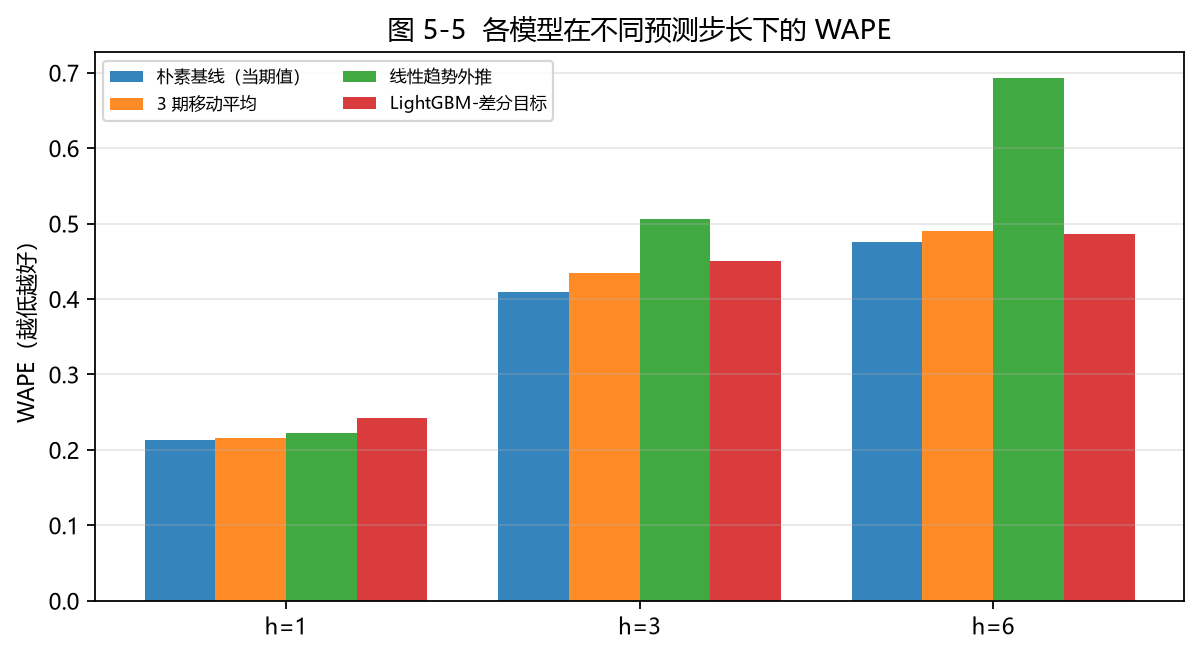 图 5-5 各模型在不同预测步长下的 WAPE
朴素基线（当期值）
3 期移动平均
线性趋势外推
LightGBM-差分目标
WAPE（越低越好）
0.7
0.6
0.5
0.4
0.3
0.2
0.1
0.0
h=1
h=3
h=6